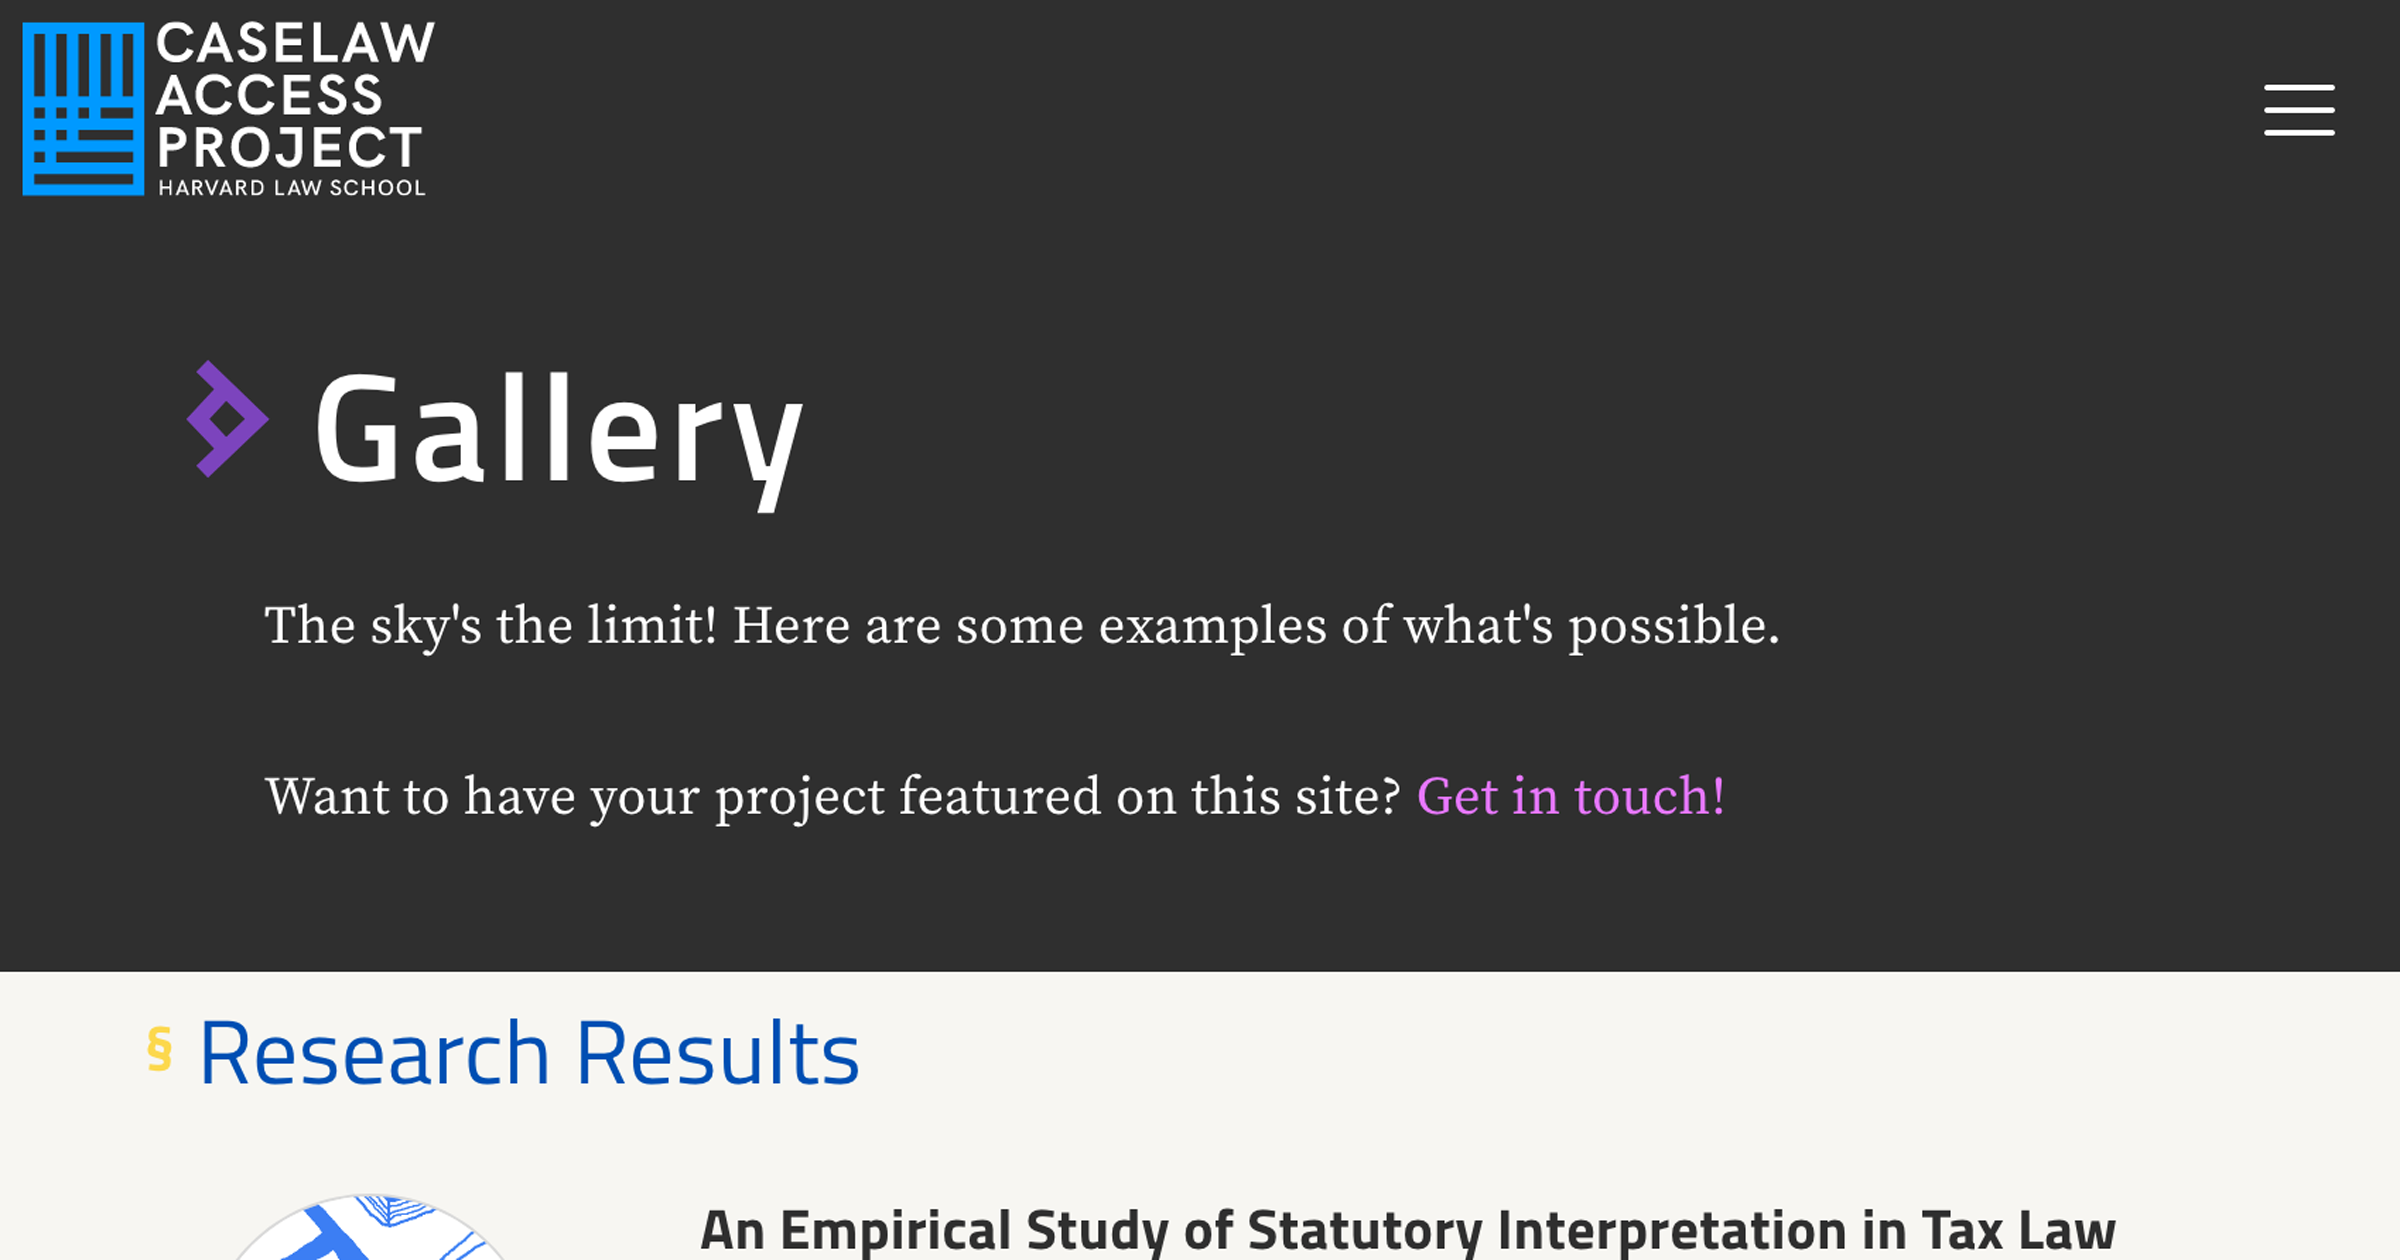 CASELAW
ACCESS
PROJECT
HARVARD LAW SCHOOL
Gallery
The sky's the limit! Here are some examples of what's possible.
Want to have your project featured on this site? Get in touch!
§ Research Results
An Empirical Study of Statutory Interpretation in Tax Law